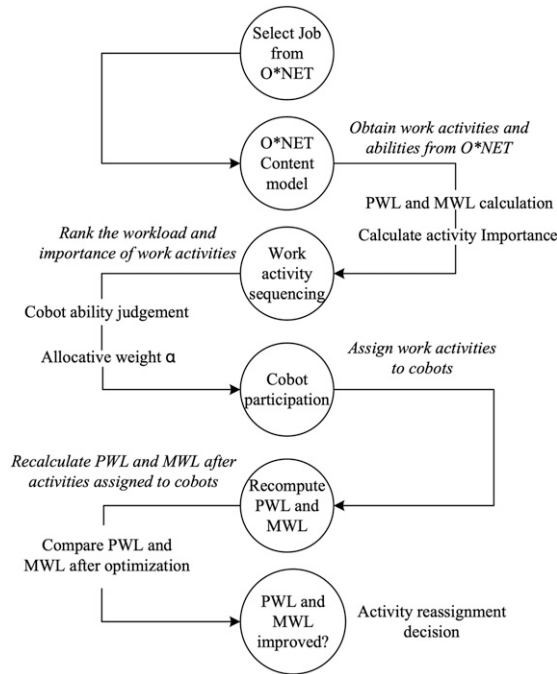 Select Job
from
O*NET
Obtain work activities and
abilities from O*NET
O*NET
Content
model
PWL and MWL calculation
Calculate activity Importance
Rank the workload and
importance of work activities
Work
activity
sequencing
Cobot ability judgement
Allocative weight α
Assign work activities
to cobots
Cobot
participation
Recalculate PWL and MWL after
activities assigned to cobots
Recompute
PWL and
MWL
Compare PWL and
MWL after optimization
PWL and
MWL
improved?
Activity reassignment
decision